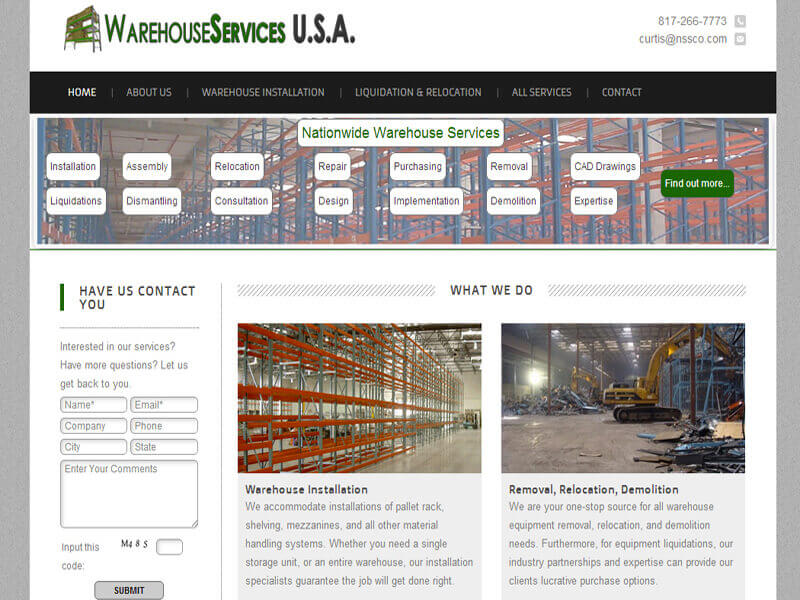 WAREHOUSESERVICES U.S.A.
817-266-7773
curtis@nssco.com
HOME | ABOUT US | WAREHOUSE INSTALLATION | LIQUIDATION & RELOCATION | ALL SERVICES | CONTACT
Nationwide Warehouse Services
Installation Assembly Relocation Repair Purchasing Removal CAD Drawings
Find out more...
Liquidations Dismantling Consultation Design Implementation Demolition Expertise
HAVE US CONTACT
YOU
Interested in our services?
Have more questions? Let us
get back to you.
Name* Email*
Company Phone
City State
Enter Your Comments
Input this
code:
M4 8 S
SUBMIT
WHAT WE DO
Warehouse Installation
We accommodate installations of pallet rack,
shelving, mezzanines, and all other material
handling systems. Whether you need a single
storage unit, or an entire warehouse, our installation
specialists guarantee the job will get done right.
Removal, Relocation, Demolition
We are your one-stop source for all warehouse
equipment removal, relocation, and demolition
needs. Furthermore, for equipment liquidations, our
industry partnerships and expertise can provide our
clients lucrative purchase options.